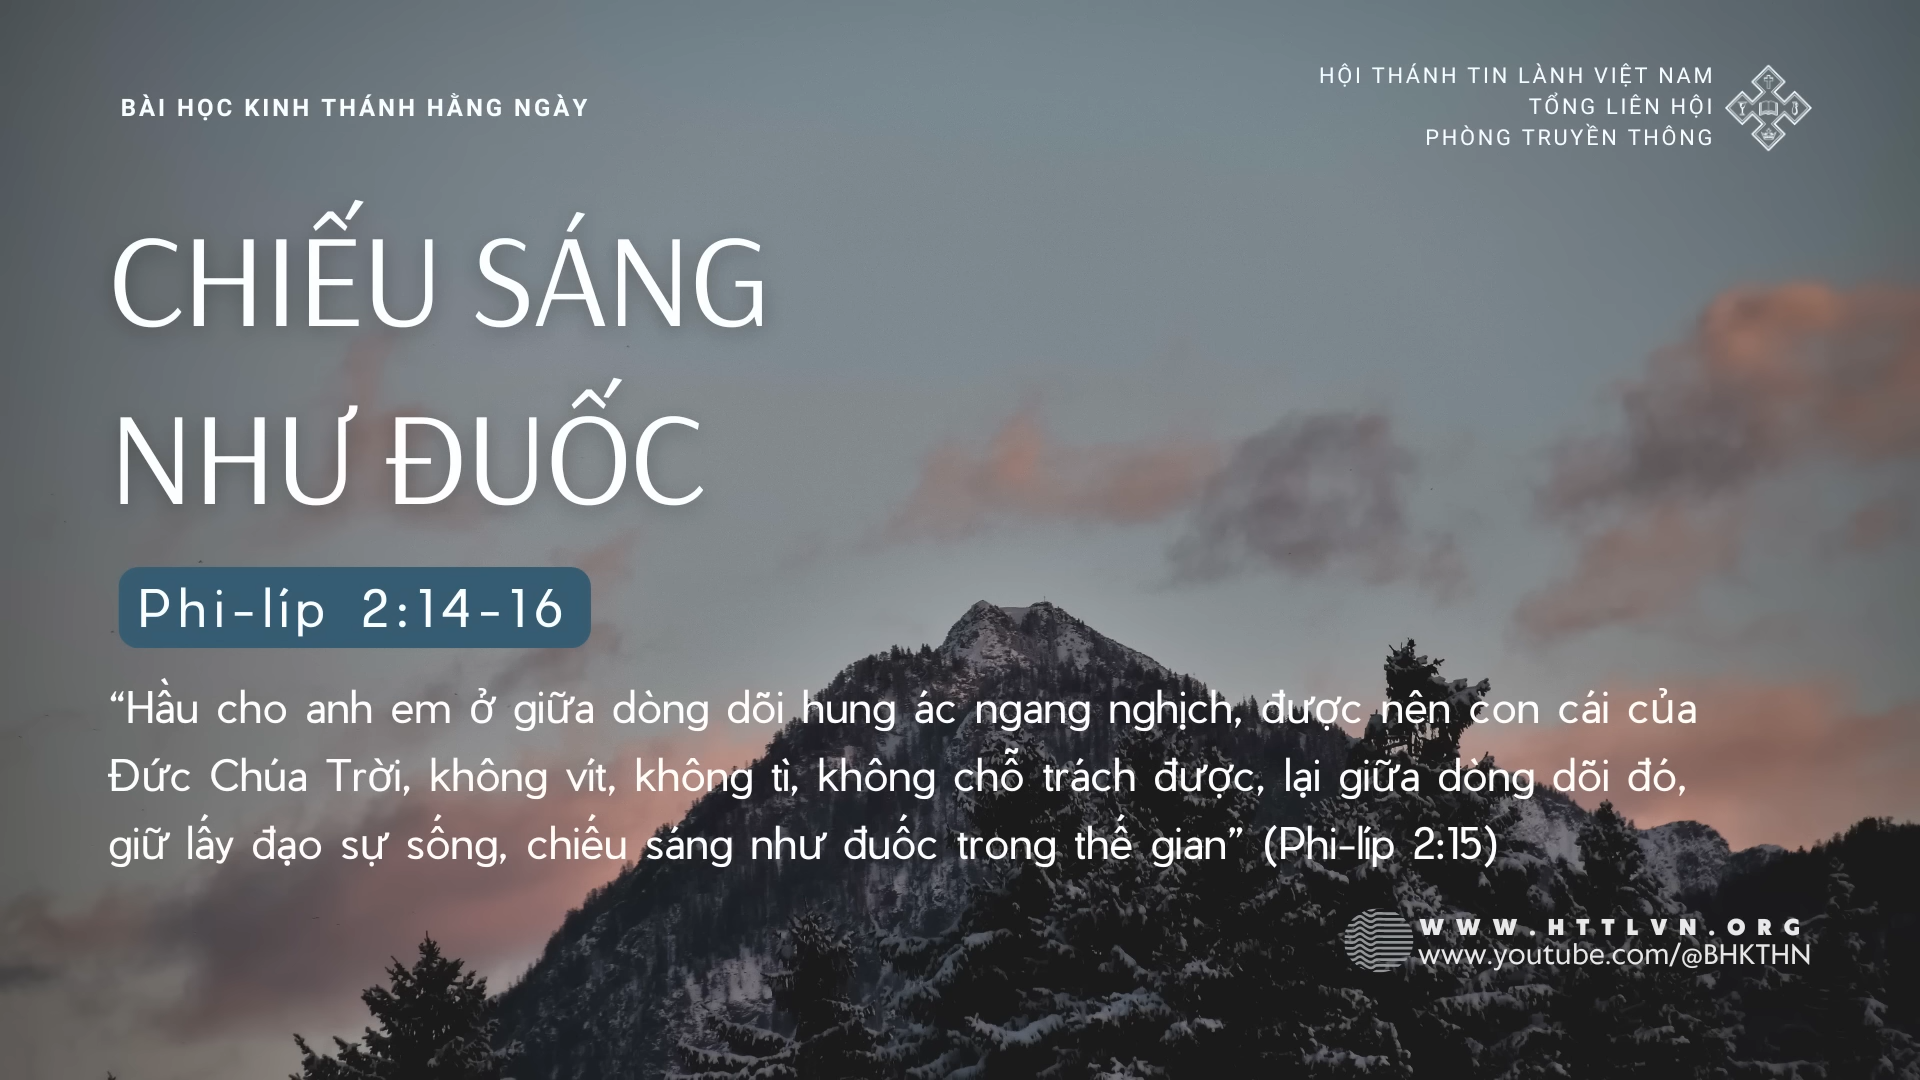 BÀI HỌC KINH THÁNH HẰNG NGÀY
HỘI THÁNH TIN LÀNH VIỆT NAM
TỔNG LIÊN HỘI
PHÒNG TRUYỀN THÔNG
CHIẾU SÁNG
NHƯ ĐUỐC
Phi-líp 2:14-16
“Hầu cho anh em ở giữa dòng dõi hung ác ngang nghịch, được nên con cái của
Đức Chúa Trời, không vít, không tì, không chỗ trách được, lại giữa dòng dõi đó,
giữ lấy đạo sự sống, chiếu sáng như đuốc trong thế gian” (Phi-líp 2:15)
WWW.HTTLVN.ORG
www.youtube.com/@BHKTHN